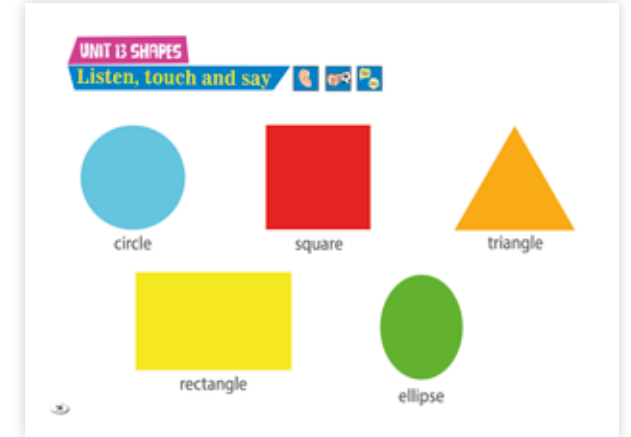 UNIT 13 SHAPES
Listen, touch and say
circle
square
triangle
rectangle
ellipse